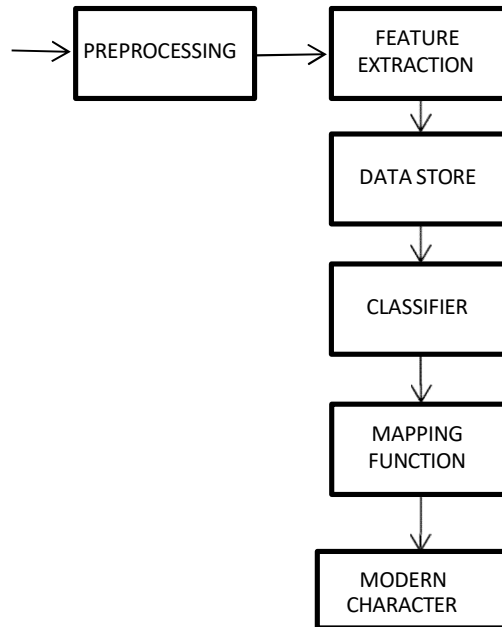 PREPROCESSING
FEATURE
EXTRACTION
DATA STORE
CLASSIFIER
MAPPING
FUNCTION
MODERN
CHARACTER